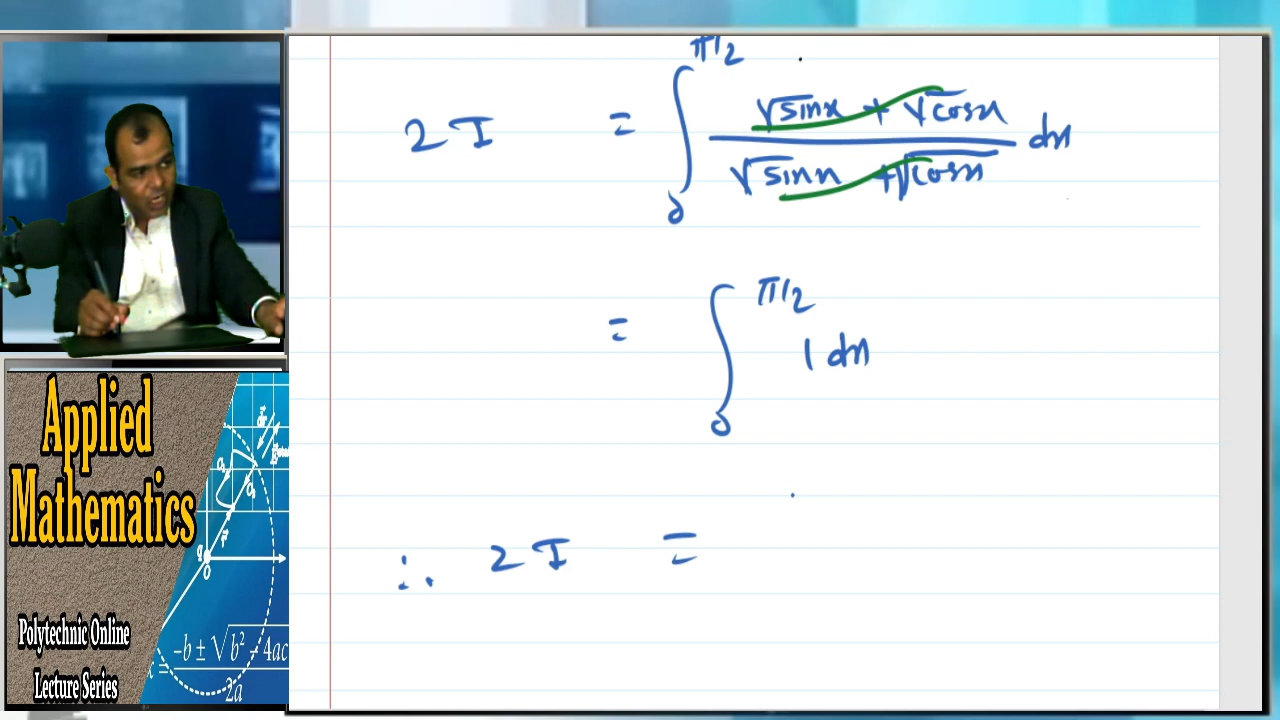 2I = ∫₀^π/2 (√sinx + √cosx)/(√sinx + √cosx) dx
= ∫₀^π/2 1 dx
∴ 2I =
Applied
Mathematics
Polytechnic Online
Lecture Series
x = (-b ± √b² - 4ac)/2a